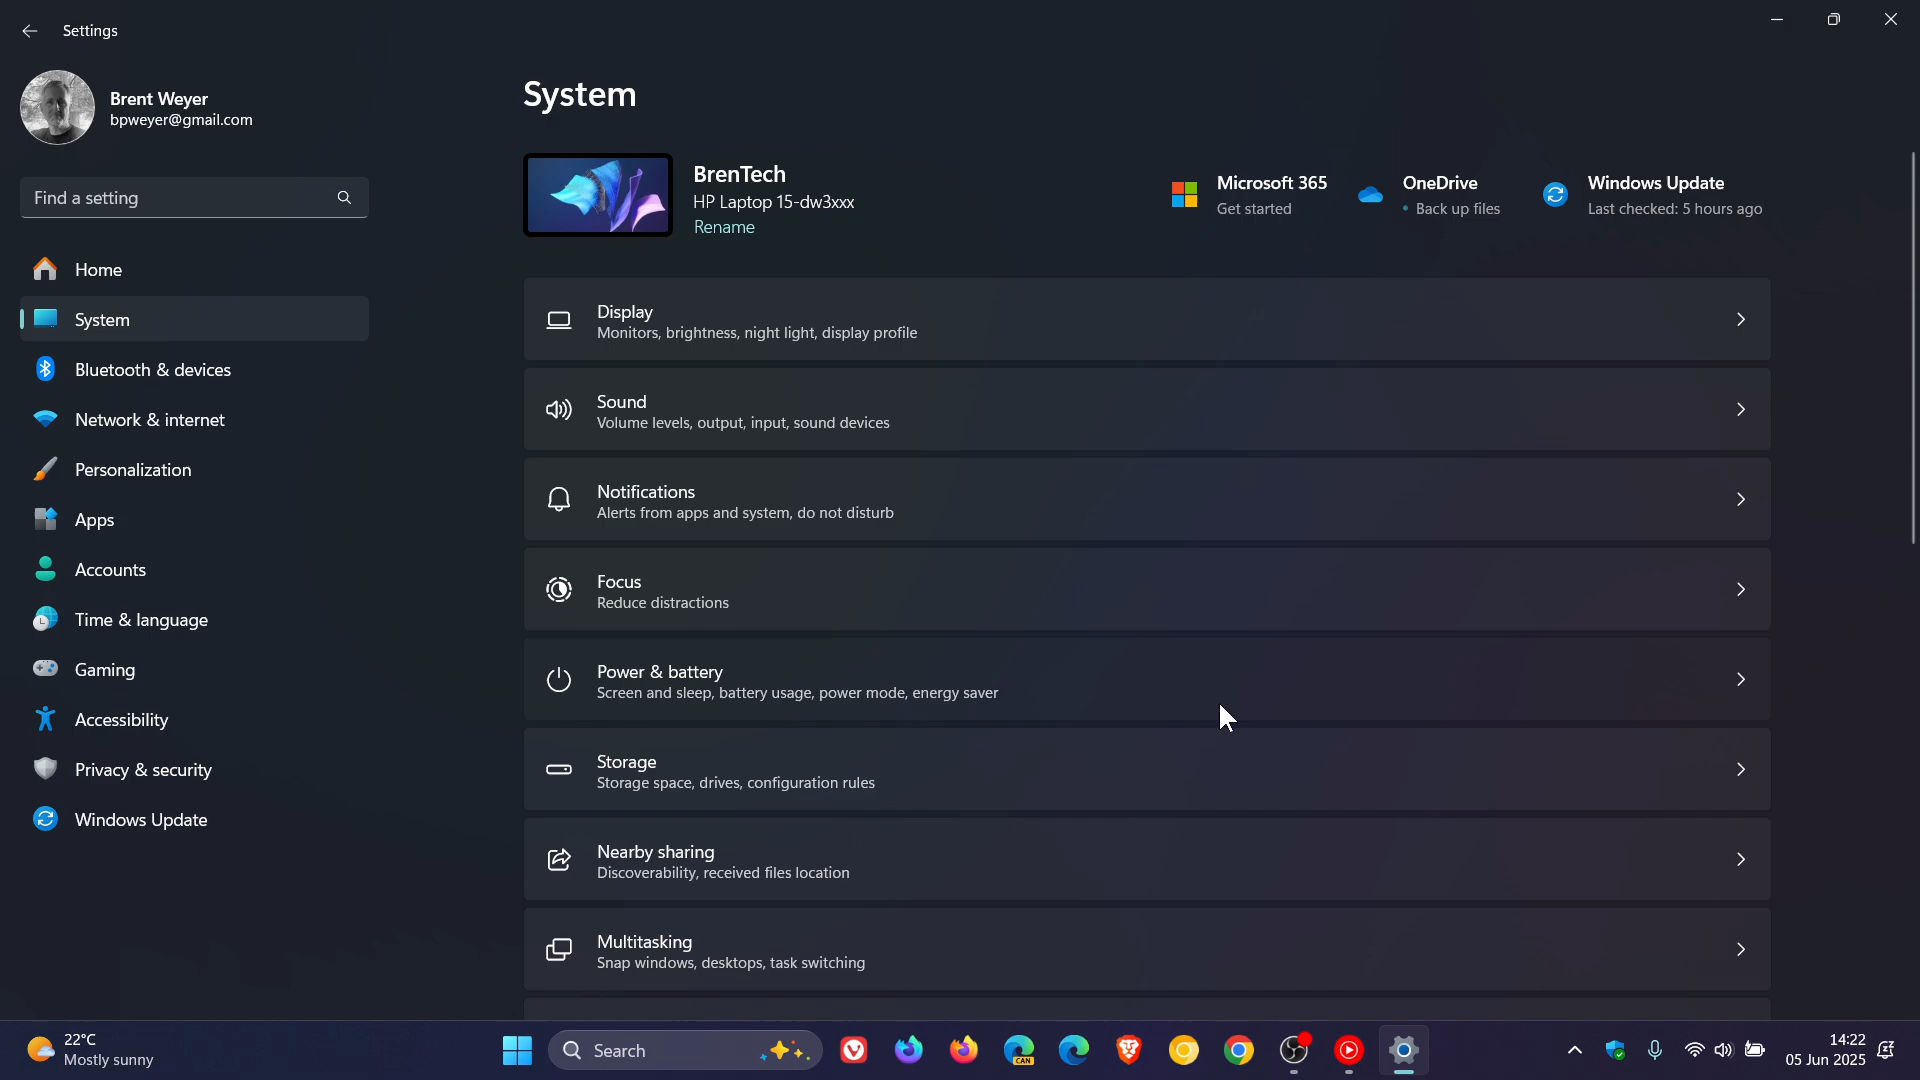 Settings
Brent Weyer
bpweyer@gmail.com
Find a setting
Home
System
Bluetooth & devices
Network & internet
Personalization
Apps
Accounts
Time & language
Gaming
Accessibility
Privacy & security
Windows Update
System
BrenTech
HP Laptop 15-dw3xxx
Rename
Microsoft 365
Get started
OneDrive
• Back up files
Windows Update
Last checked: 5 hours ago
Display
Monitors, brightness, night light, display profile
Sound
Volume levels, output, input, sound devices
Notifications
Alerts from apps and system, do not disturb
Focus
Reduce distractions
Power & battery
Screen and sleep, battery usage, power mode, energy saver
Storage
Storage space, drives, configuration rules
Nearby sharing
Discoverability, received files location
Multitasking
Snap windows, desktops, task switching
22°C
Mostly sunny
Search
CAN
14:22
05 Jun 2025